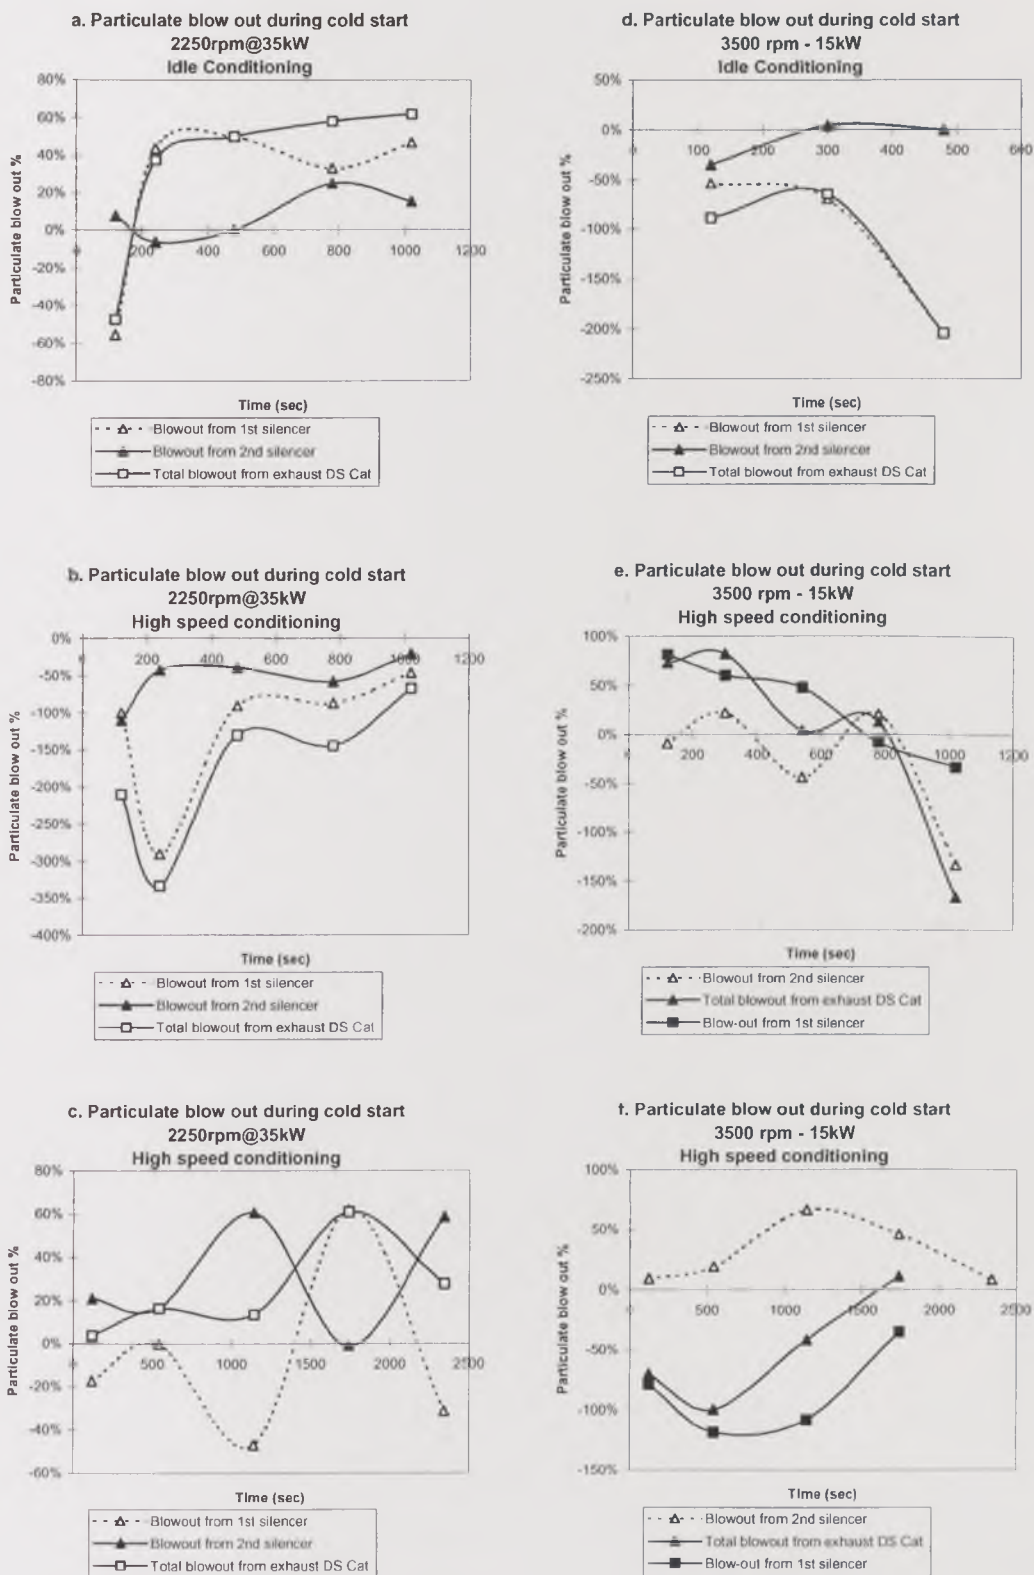 a. Particulate blow out during cold start
2250rpm@35kW
Idle Conditioning
80%
60%
40%
20%
0%
-20%
-40%
-60%
-80%
0
200
400
600
800
1000
1200
Particulate blow out %
Time (sec)
Blowout from 1st silencer
Blowout from 2nd silencer
Total blowout from exhaust DS Cat
d. Particulate blow out during cold start
3500 rpm - 15kW
Idle Conditioning
50%
0%
-50%
-100%
-150%
-200%
-250%
0
100
200
300
400
500
600
Particulate blow out %
Time (sec)
Blowout from 1st silencer
Blowout from 2nd silencer
Total blowout from exhaust DS Cat
b. Particulate blow out during cold start
2250rpm@35kW
High speed conditioning
0%
-50%
-100%
-150%
-200%
-250%
-300%
-350%
-400%
0
200
400
600
800
1000
1200
Particulate blow out %
Time (sec)
Blowout from 1st silencer
Blowout from 2nd silencer
Total blowout from exhaust DS Cat
e. Particulate blow out during cold start
3500 rpm - 15kW
High speed conditioning
100%
50%
0%
-50%
-100%
-150%
-200%
0
200
400
600
800
1000
1200
Particulate blow out %
Time (sec)
Blowout from 2nd silencer
Total blowout from exhaust DS Cat
Blow-out from 1st silencer
c. Particulate blow out during cold start
2250rpm@35kW
High speed conditioning
80%
60%
40%
20%
0%
-20%
-40%
-60%
0
500
1000
1500
2000
2500
Particulate blow out %
Time (sec)
Blowout from 1st silencer
Blowout from 2nd silencer
Total blowout from exhaust DS Cat
f. Particulate blow out during cold start
3500 rpm - 15kW
High speed conditioning
100%
50%
0%
-50%
-100%
-150%
0
500
1000
1500
2000
2500
Particulate blow out %
Time (sec)
Blowout from 2nd silencer
Total blowout from exhaust DS Cat
Blow-out from 1st silencer